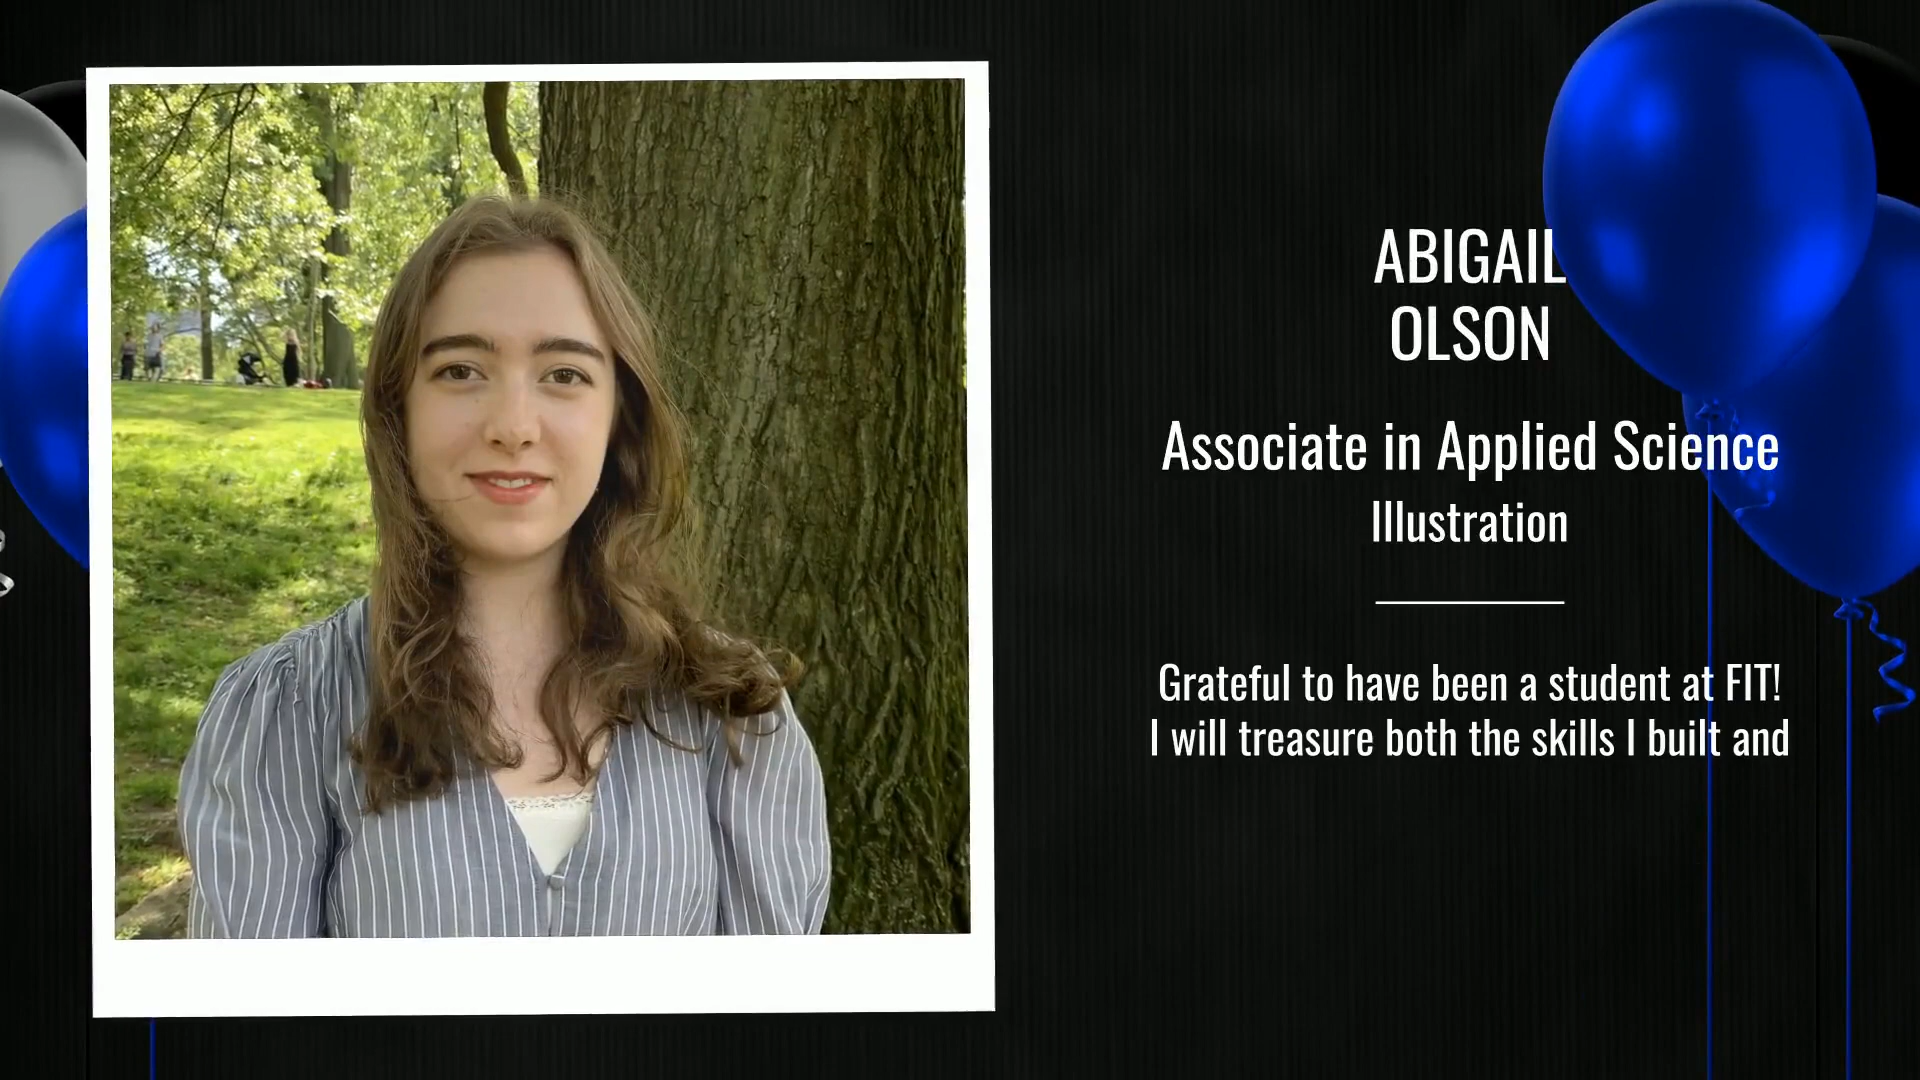 ABIGAIL
OLSON
Associate in Applied Science
Illustration
Grateful to have been a student at FIT!
I will treasure both the skills I built and